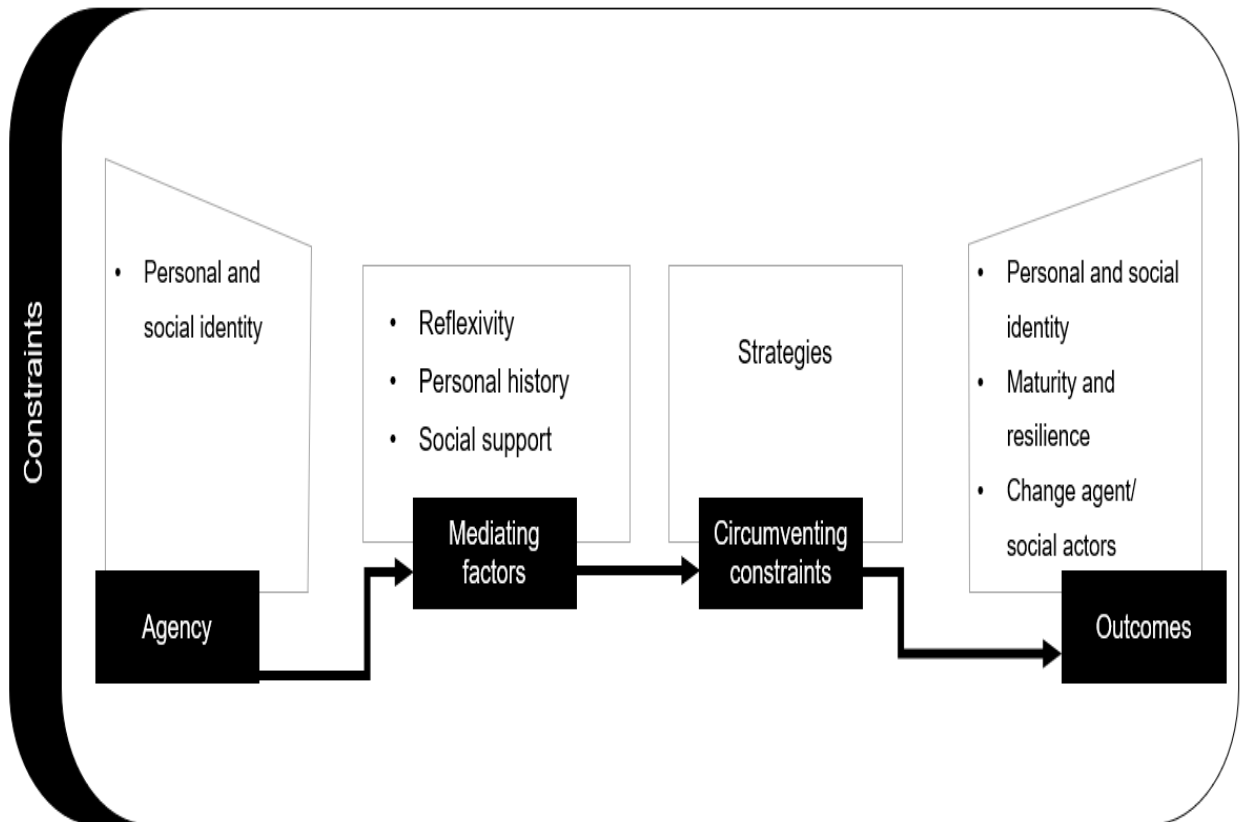 Constraints
• Personal and
social identity
Agency
• Reflexivity
• Personal history
• Social support
Mediating
factors
Strategies
Circumventing
constraints
• Personal and social
identity
• Maturity and
resilience
• Change agent/
social actors
Outcomes